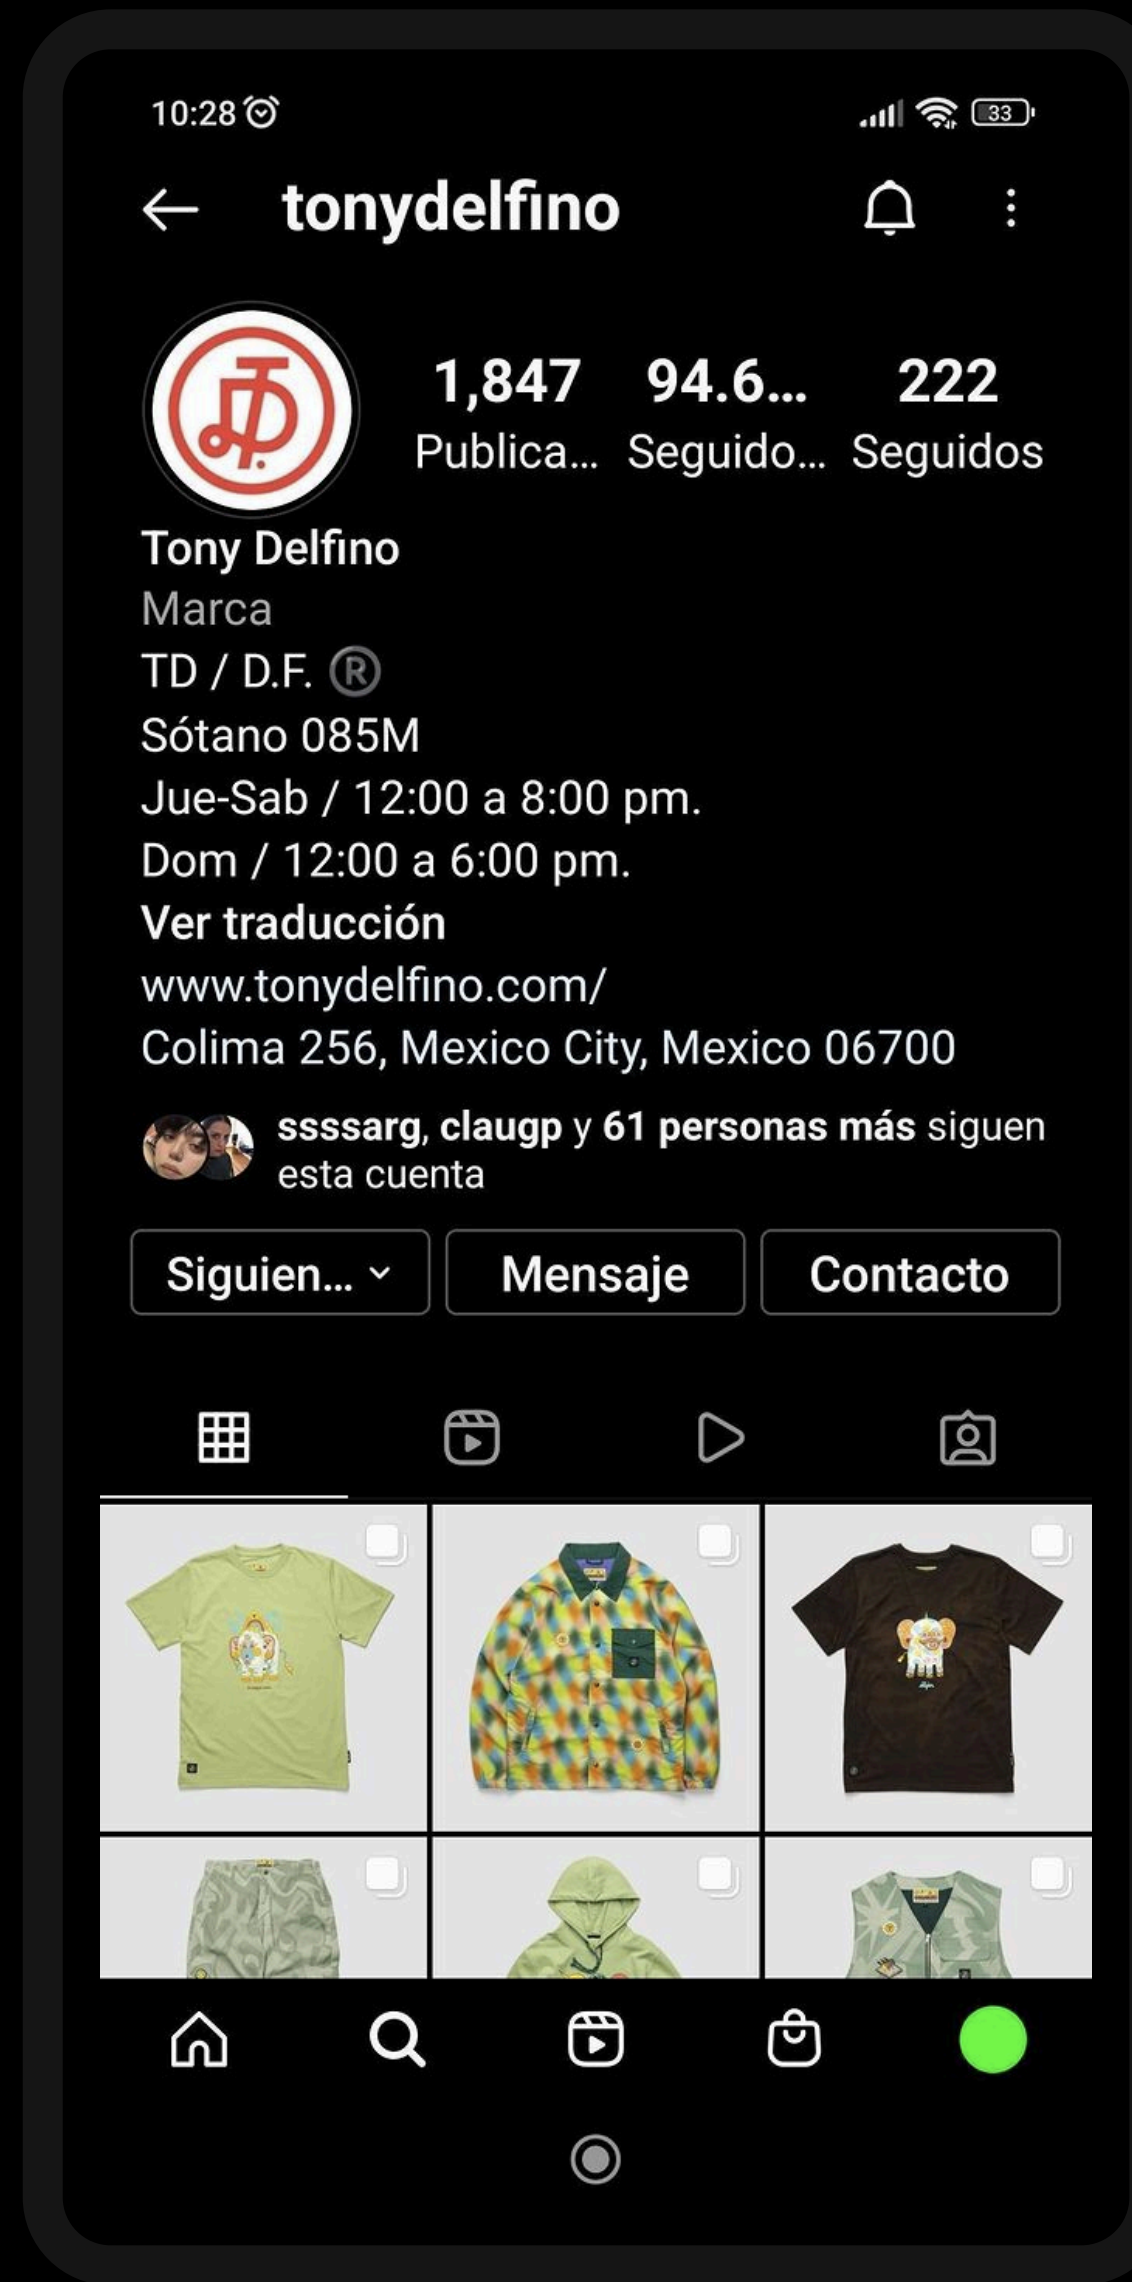 10:28
33
tonydelfino
1,847 94.6... 222
Publica... Seguido... Seguidos
Tony Delfino
Marca
TD / D.F. ®
Sótano 085M
Jue-Sab / 12:00 a 8:00 pm.
Dom / 12:00 a 6:00 pm.
Ver traducción
www.tonydelfino.com/
Colima 256, Mexico City, Mexico 06700
ssssarg, claugp y 61 personas más siguen
esta cuenta
Siguien... Mensaje Contacto